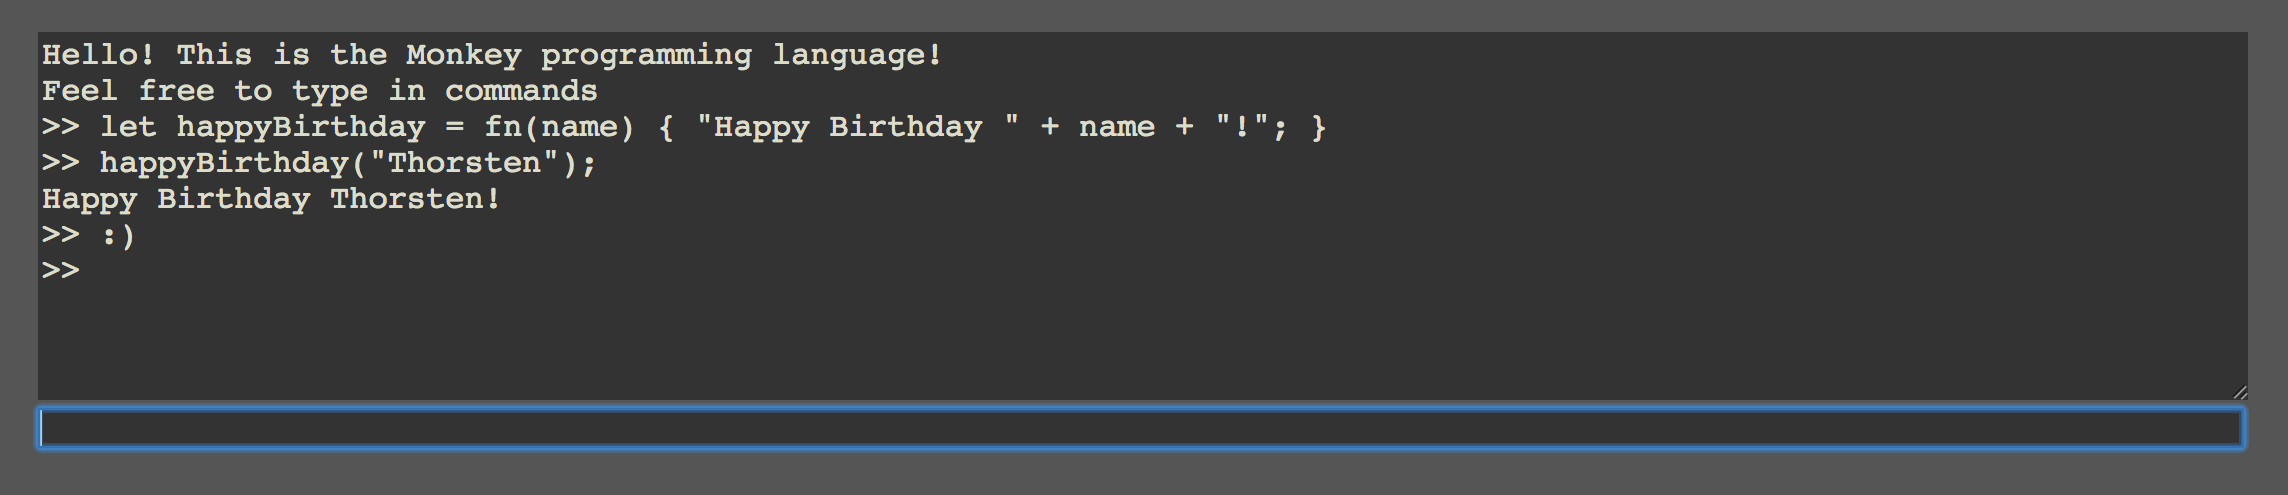 Hello! This is the Monkey programming language!
Feel free to type in commands
>> let happyBirthday = fn(name) { "Happy Birthday " + name + "!"; }
>> happyBirthday("Thorsten");
Happy Birthday Thorsten!
>> :)
>>